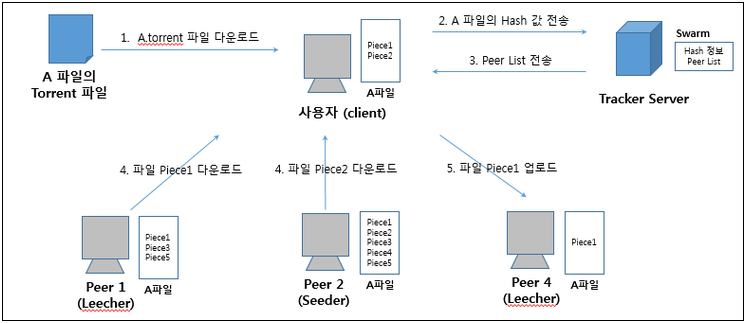 1. A.torrent 파일 다운로드
2. A 파일의 Hash 값 전송
Swarm
Piece1
Piece2
Hash 정보
Peer List
3. Peer List 전송
A 파일의
Torrent 파일
A파일
사용자 (client)
Tracker Server
4. 파일 Piece1 다운로드
4. 파일 Piece2 다운로드
5. 파일 Piece1 업로드
Piece1
Piece3
Piece5
Piece1
Piece2
Piece3
Piece4
Piece5
Piece1
Peer 1
(Leecher)
A파일
Peer 2
(Seeder)
A파일
Peer 4
(Leecher)
A파일